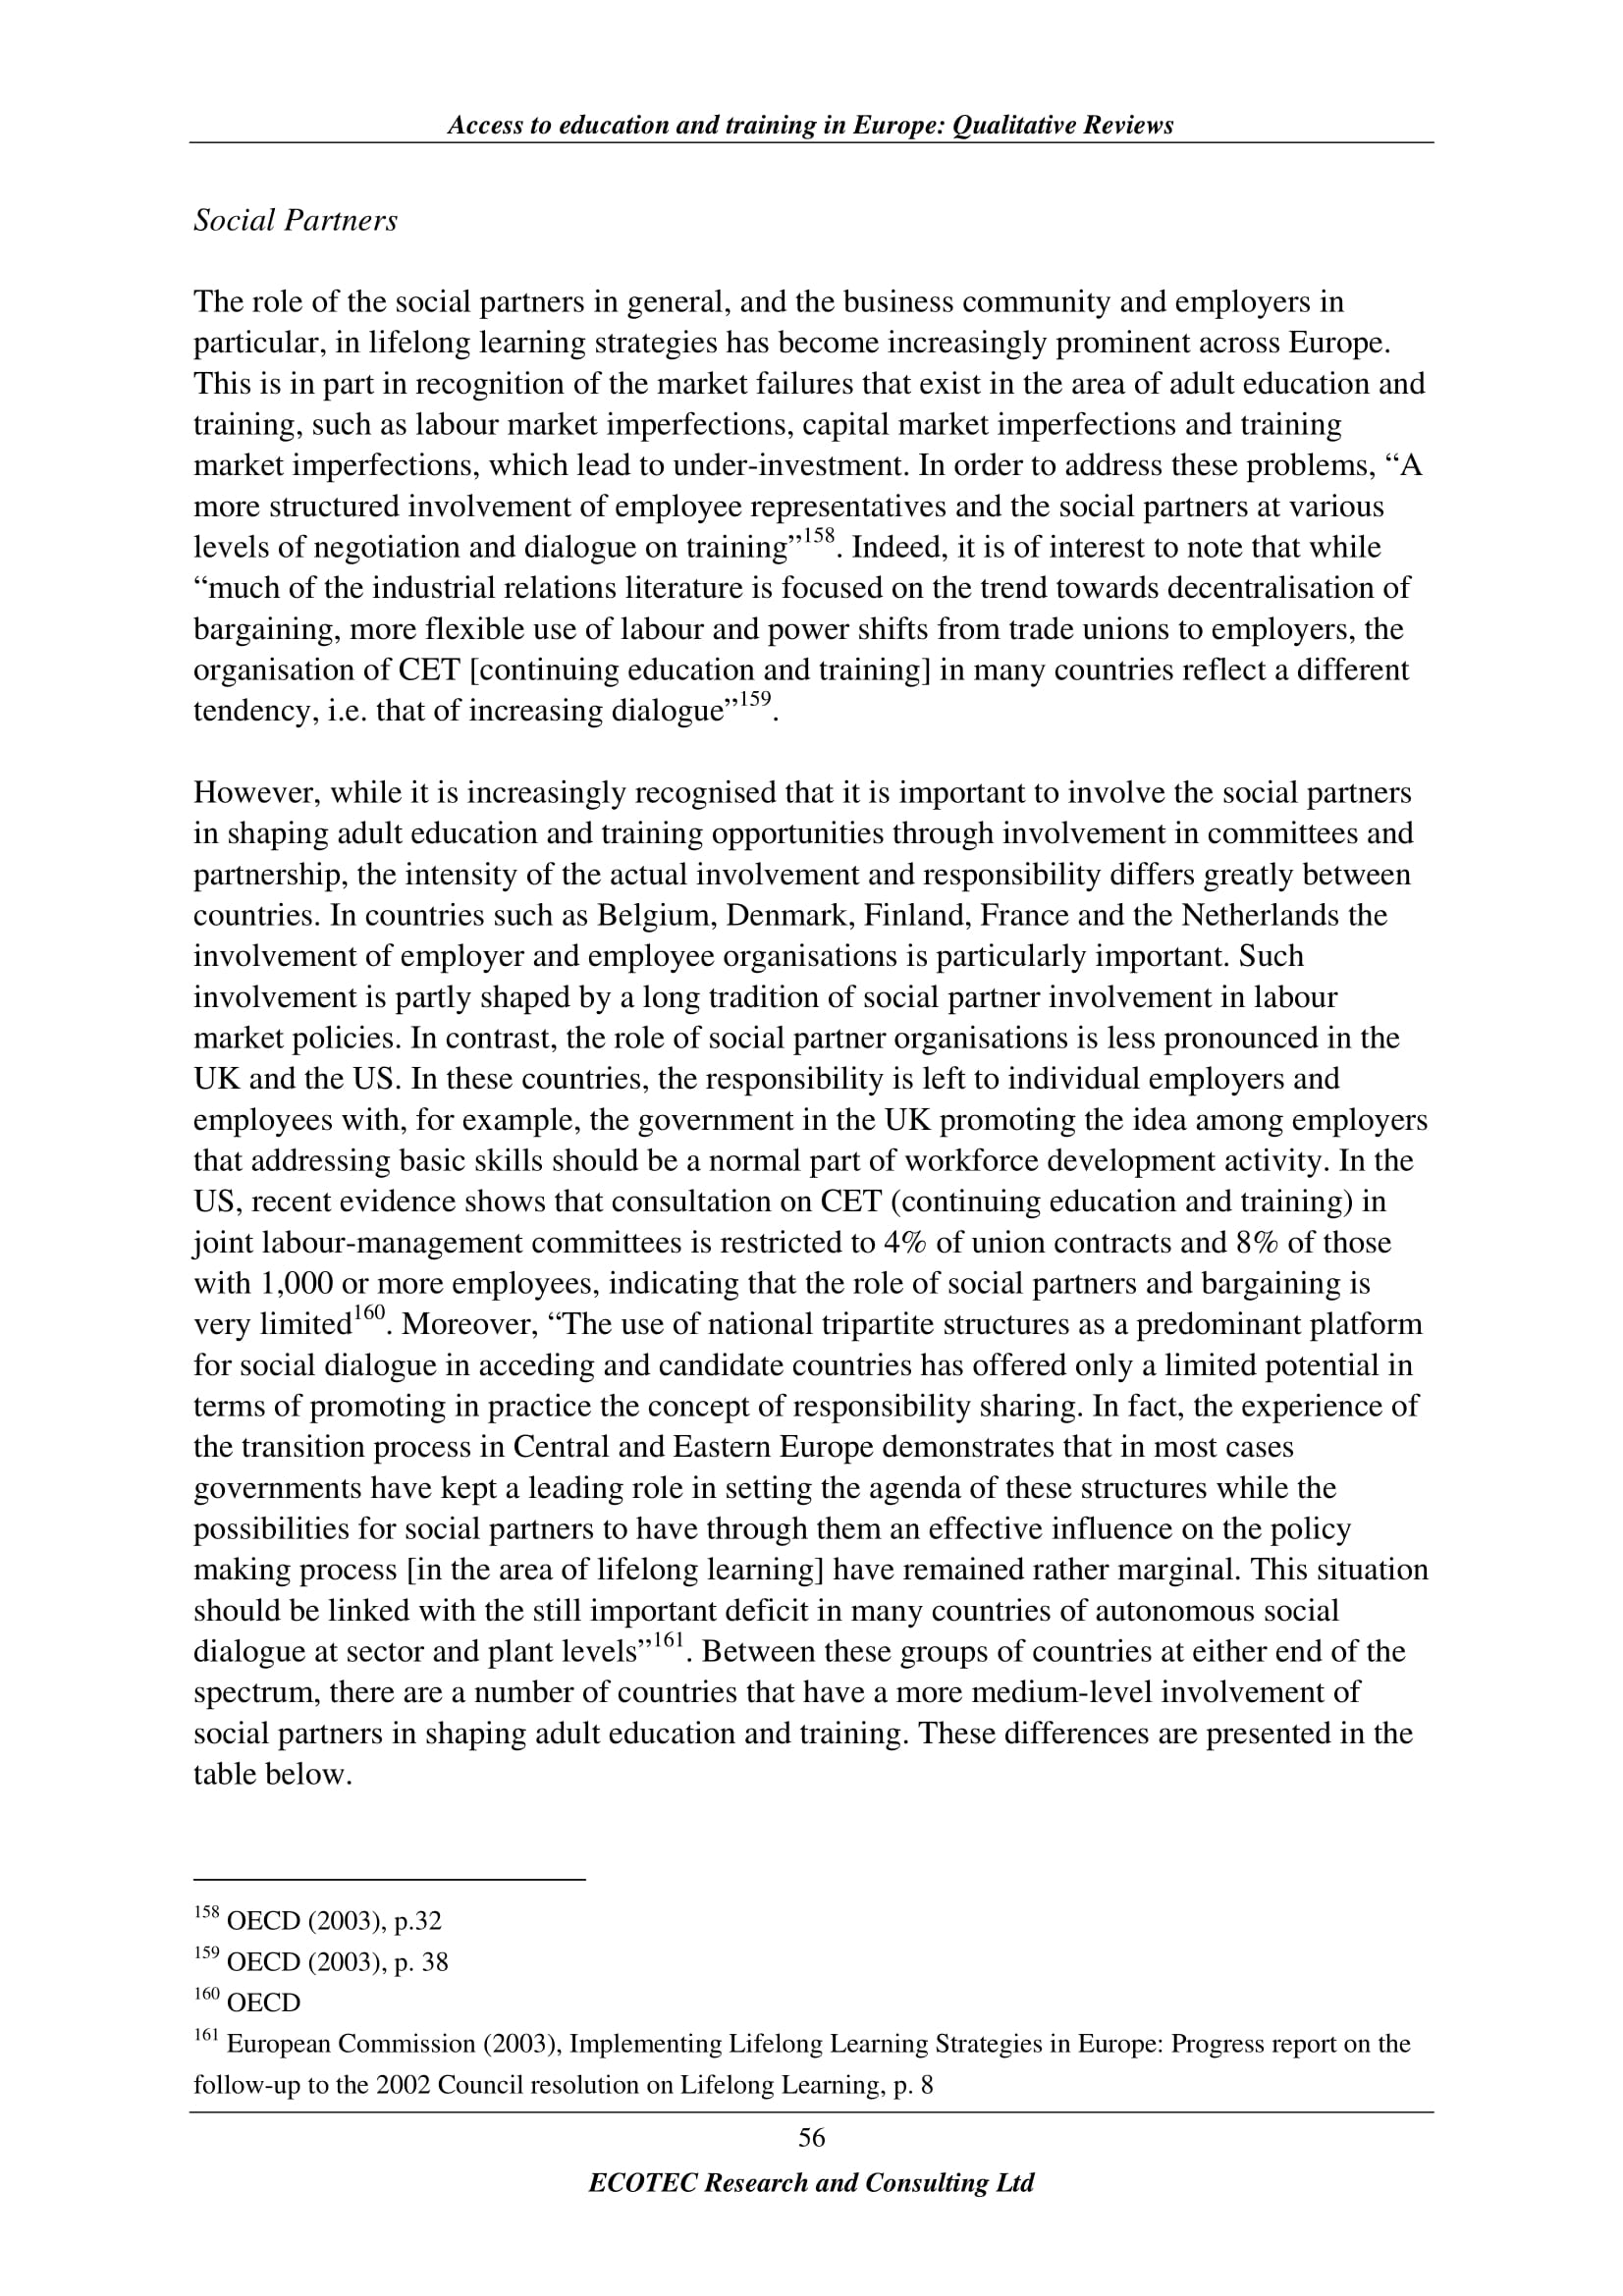 Access to education and training in Europe: Qualitative Reviews
Social Partners
The role of the social partners in general, and the business community and employers in
particular, in lifelong learning strategies has become increasingly prominent across Europe.
This is in part in recognition of the market failures that exist in the area of adult education and
training, such as labour market imperfections, capital market imperfections and training
market imperfections, which lead to under-investment. In order to address these problems, “A
more structured involvement of employee representatives and the social partners at various
levels of negotiation and dialogue on training”158. Indeed, it is of interest to note that while
“much of the industrial relations literature is focused on the trend towards decentralisation of
bargaining, more flexible use of labour and power shifts from trade unions to employers, the
organisation of CET [continuing education and training] in many countries reflect a different
tendency, i.e. that of increasing dialogue”159.
However, while it is increasingly recognised that it is important to involve the social partners
in shaping adult education and training opportunities through involvement in committees and
partnership, the intensity of the actual involvement and responsibility differs greatly between
countries. In countries such as Belgium, Denmark, Finland, France and the Netherlands the
involvement of employer and employee organisations is particularly important. Such
involvement is partly shaped by a long tradition of social partner involvement in labour
market policies. In contrast, the role of social partner organisations is less pronounced in the
UK and the US. In these countries, the responsibility is left to individual employers and
employees with, for example, the government in the UK promoting the idea among employers
that addressing basic skills should be a normal part of workforce development activity. In the
US, recent evidence shows that consultation on CET (continuing education and training) in
joint labour-management committees is restricted to 4% of union contracts and 8% of those
with 1,000 or more employees, indicating that the role of social partners and bargaining is
very limited160. Moreover, “The use of national tripartite structures as a predominant platform
for social dialogue in acceding and candidate countries has offered only a limited potential in
terms of promoting in practice the concept of responsibility sharing. In fact, the experience of
the transition process in Central and Eastern Europe demonstrates that in most cases
governments have kept a leading role in setting the agenda of these structures while the
possibilities for social partners to have through them an effective influence on the policy
making process [in the area of lifelong learning] have remained rather marginal. This situation
should be linked with the still important deficit in many countries of autonomous social
dialogue at sector and plant levels”161. Between these groups of countries at either end of the
spectrum, there are a number of countries that have a more medium-level involvement of
social partners in shaping adult education and training. These differences are presented in the
table below.
158 OECD (2003), p.32
159 OECD (2003), p. 38
160 OECD
161 European Commission (2003), Implementing Lifelong Learning Strategies in Europe: Progress report on the
follow-up to the 2002 Council resolution on Lifelong Learning, p. 8
56
ECOTEC Research and Consulting Ltd